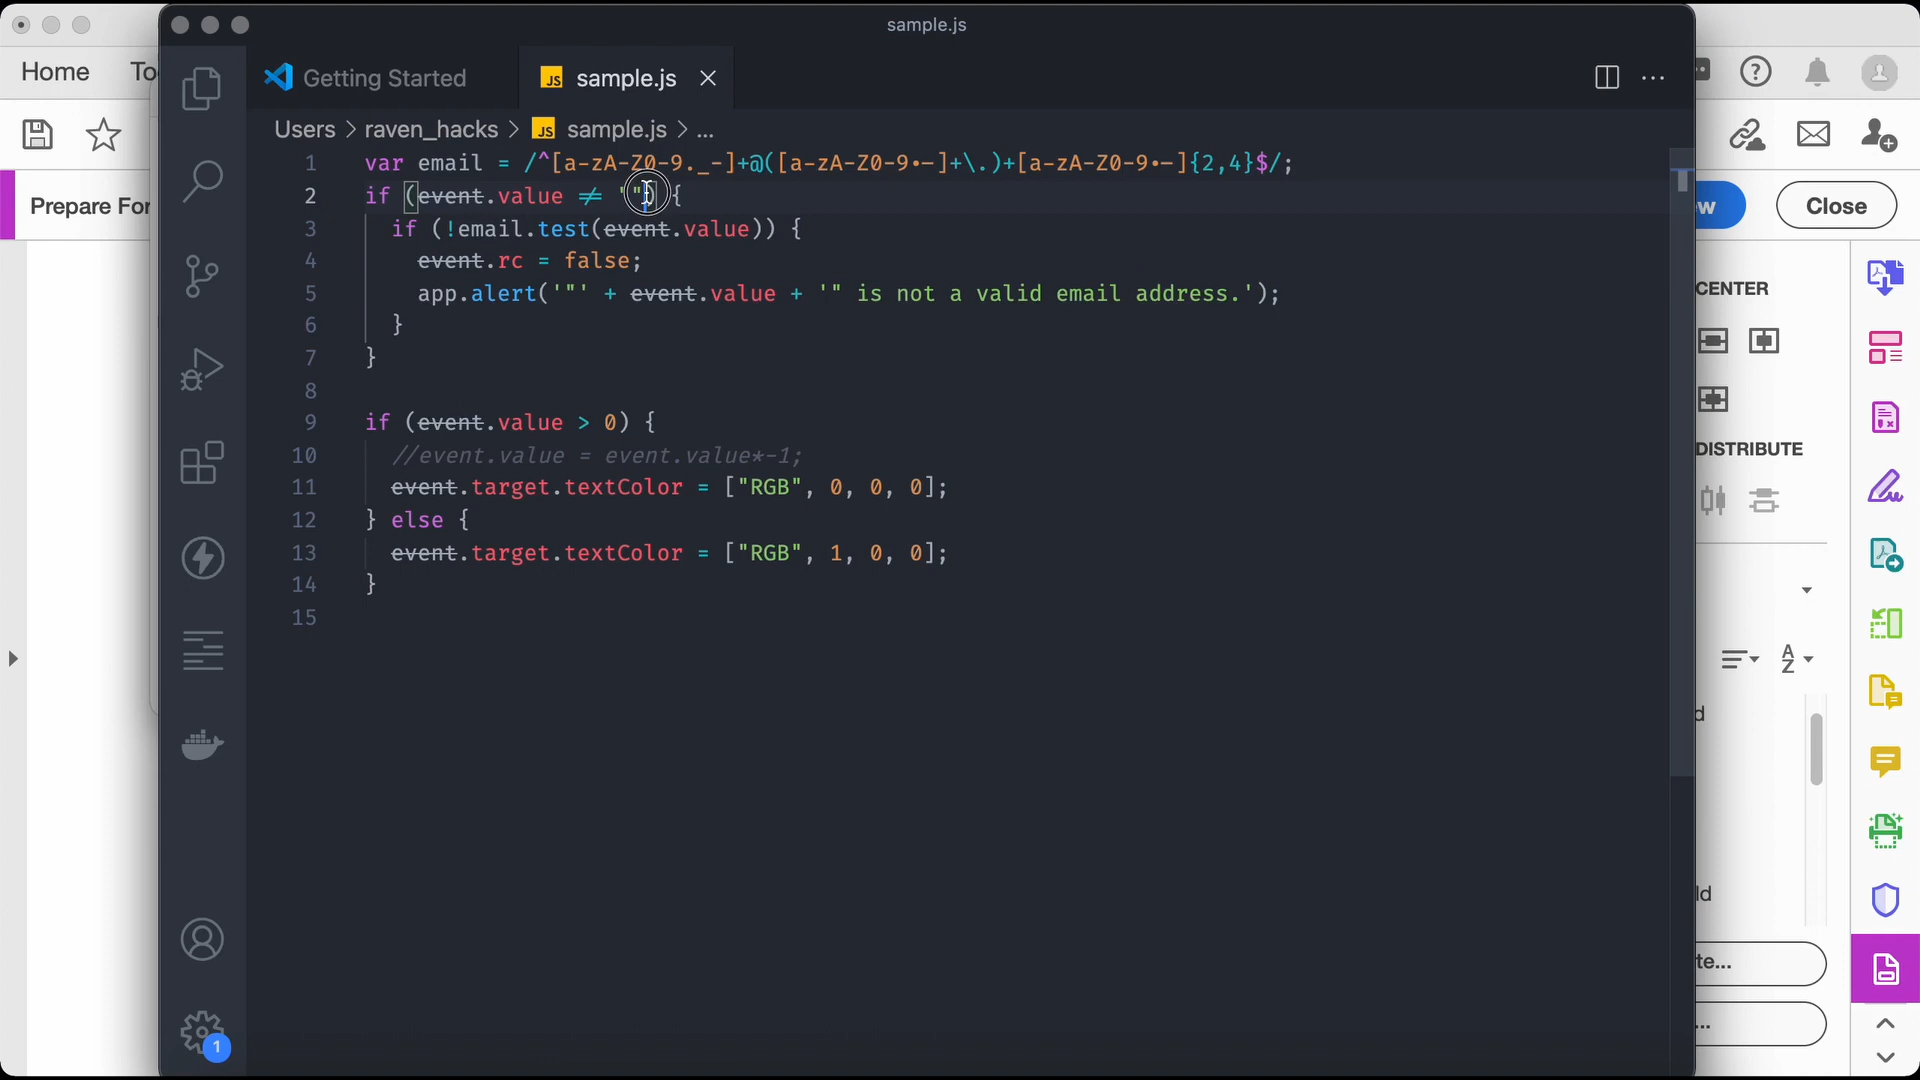 sample.js
Home To
Getting Started
JS sample.js
Users > raven_hacks > JS sample.js > ...
Prepare For
w
Close
1 var email = /^[a-zA-Z0-9._-]+@([a-zA-Z0-9•-]+\.)+[a-zA-Z0-9•-]{2,4}$/;
2 if (event.value ≠ "") {
3 if (!email.test(event.value)) {
4 event.rc = false;
5 app.alert('"' + event.value + '" is not a valid email address.');
6 }
7 }
8
9 if (event.value > 0) {
10 //event.value = event.value*-1;
11 event.target.textColor = ["RGB", 0, 0, 0];
12 } else {
13 event.target.textColor = ["RGB", 1, 0, 0];
14 }
15
CENTER
DISTRIBUTE
A
Z
d
ld
te...
...
1